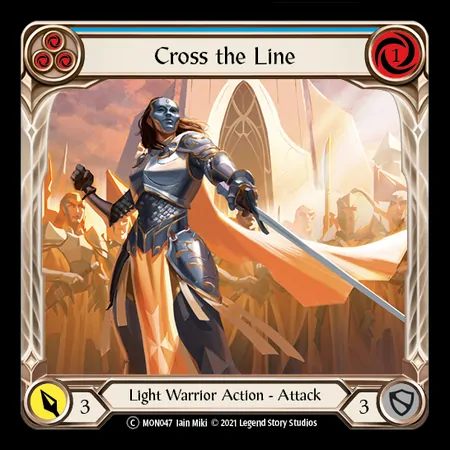 Cross the Line
1
3
Light Warrior Action - Attack
3
C MON047 Iain Miki © 2021 Legend Story Studios